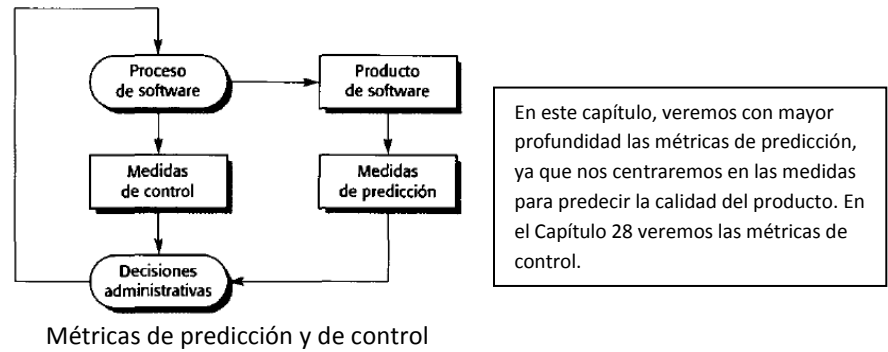 Proceso
de software
Producto
de software
Medidas
de control
Medidas
de predicción
Decisiones
administrativas
Métricas de predicción y de control
En este capítulo, veremos con mayor
profundidad las métricas de predicción,
ya que nos centraremos en las medidas
para predecir la calidad del producto. En
el Capítulo 28 veremos las métricas de
control.